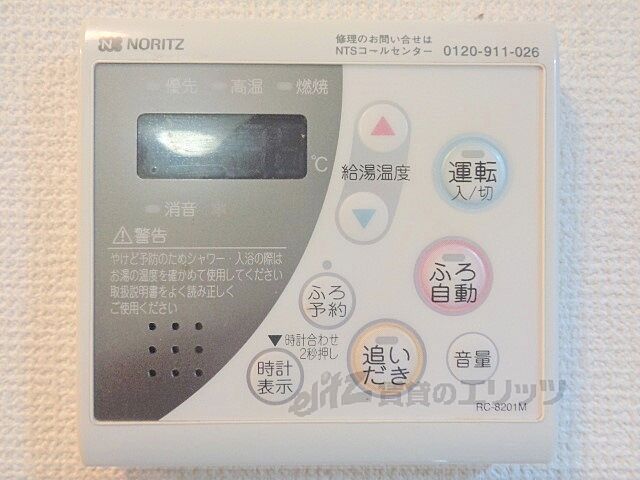 NORITZ
修理のお問い合せは
NTSコールセンター 0120-911-026
優先 高温 燃焼
℃
給湯温度
運転
入/切
消音
警告
やけど予防のためシャワー・入浴の際は
お湯の温度を確かめて使用してください
取扱説明書をよく読み正しく
ご使用ください
ふろ
自動
ふろ
予約
▼時計合わせ
2秒押し
時計
表示
追い
だき
音量
elitz 賃貸のエリッツ
RC-8201M